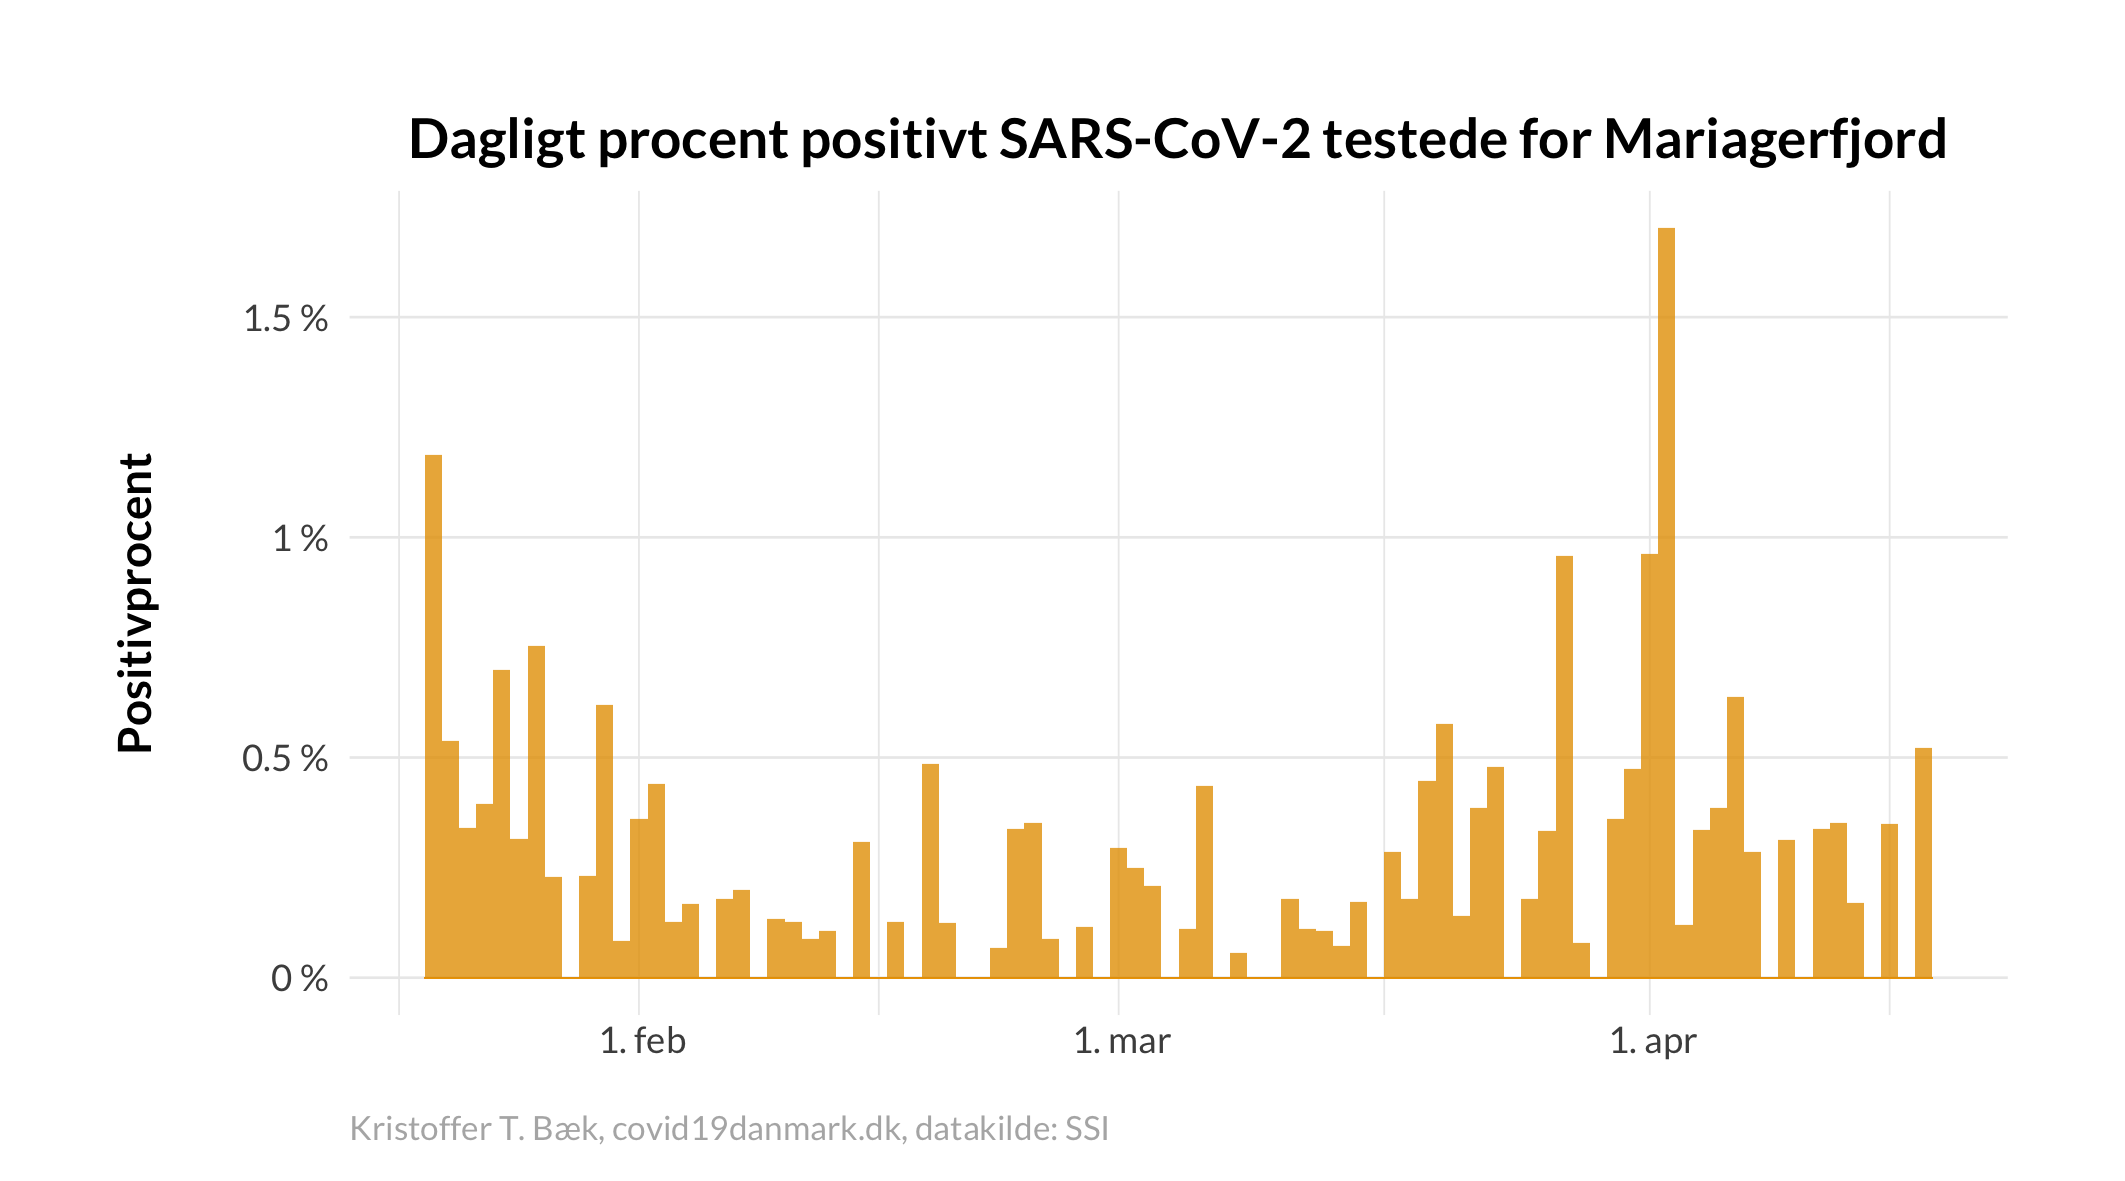 Dagligt procent positivt SARS-CoV-2 testede for Mariagerfjord
Positivprocent
1.5 %
1 %
0.5 %
0 %
1. feb
1. mar
1. apr
Kristoffer T. Bæk, covid19danmark.dk, datakilde: SSI